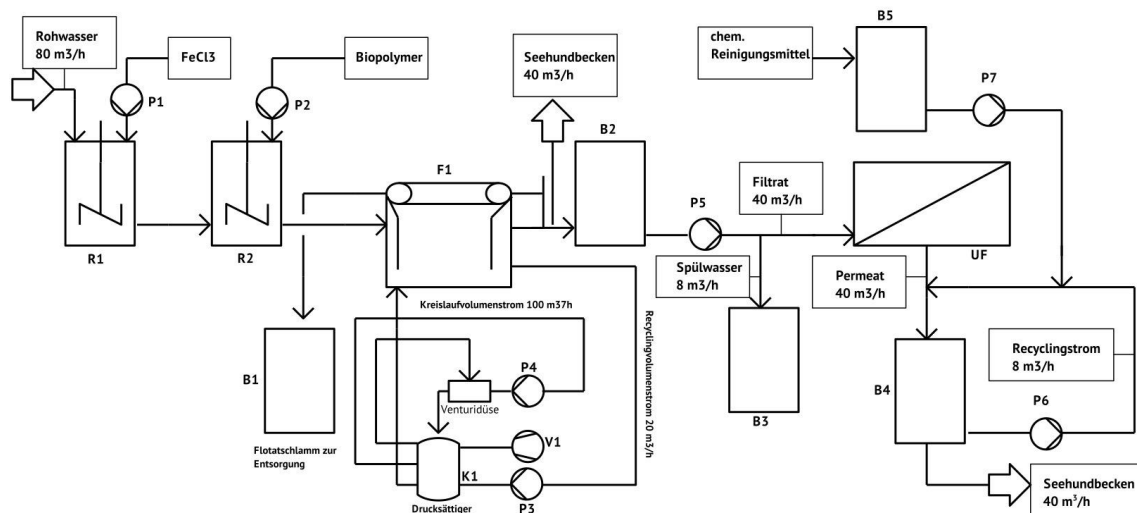 Rohwasser
80 m3/h
FeCl3
P1
Biopolymer
P2
Seehundbecken
40 m3/h
B2
chem.
Reinigungsmittel
B5
P7
F1
P5
Filtrat
40 m3/h
R1
R2
UF
Spülwasser
8 m3/h
Permeat
40 m3/h
Kreislaufvolumenstrom 100 m37h
Recyclingvolumenstrom 20 m3/h
B1
P4
Venturidüse
Recyclingstrom
8 m3/h
B4
B3
P6
V1
Flotatschlamm zur
Entsorgung
K1
P3
Drucksättiger
Seehundbecken
40 m³/h